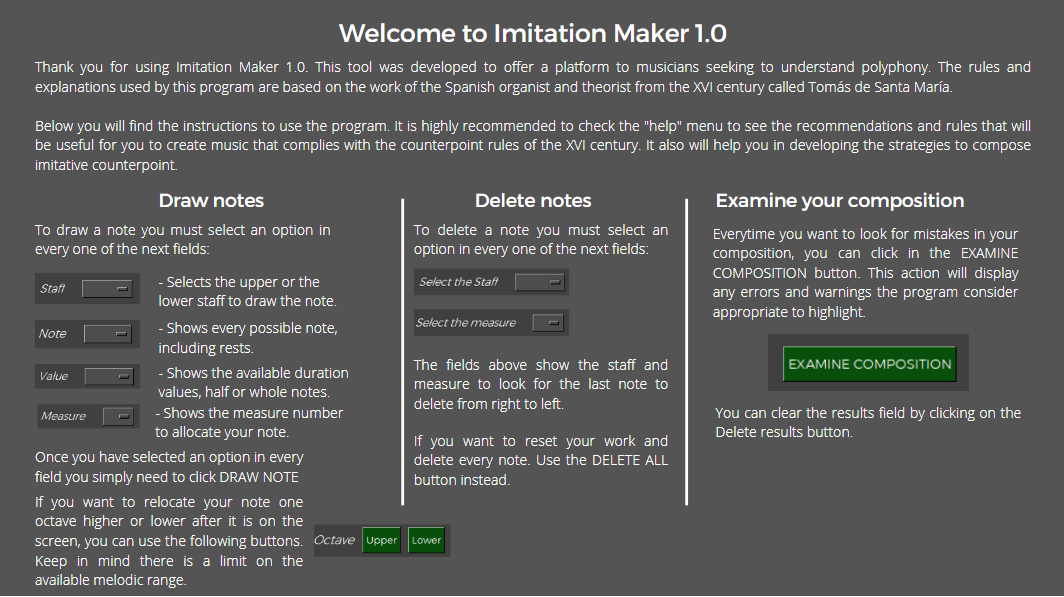 Welcome to Imitation Maker 1.0
Thank you for using Imitation Maker 1.0. This tool was developed to offer a platform to musicians seeking to understand polyphony. The rules and
explanations used by this program are based on the work of the Spanish organist and theorist from the XVI century called Tomás de Santa María.
Below you will find the instructions to use the program. It is highly recommended to check the "help" menu to see the recommendations and rules that will
be useful for you to create music that complies with the counterpoint rules of the XVI century. It also will help you in developing the strategies to compose
imitative counterpoint.
Draw notes
To draw a note you must select an option in
every one of the next fields:
Staff
- Selects the upper or the
lower staff to draw the note.
Note
- Shows every possible note,
including rests.
Value
- Shows the available duration
values, half or whole notes.
Measure
- Shows the measure number
to allocate your note.
Once you have selected an option in every
field you simply need to click DRAW NOTE
If you want to relocate your note one
octave higher or lower after it is on the
screen, you can use the following buttons.
Keep in mind there is a limit on the
available melodic range.
Octave Upper Lower
Delete notes
To delete a note you must select an
option in every one of the next fields:
Select the Staff
Select the measure
The fields above show the staff and
measure to look for the last note to
delete from right to left.
If you want to reset your work and
delete every note. Use the DELETE ALL
button instead.
Examine your composition
Everytime you want to look for mistakes in your
composition, you can click in the EXAMINE
COMPOSITION button. This action will display
any errors and warnings the program consider
appropriate to highlight.
EXAMINE COMPOSITION
You can clear the results field by clicking on the
Delete results button.